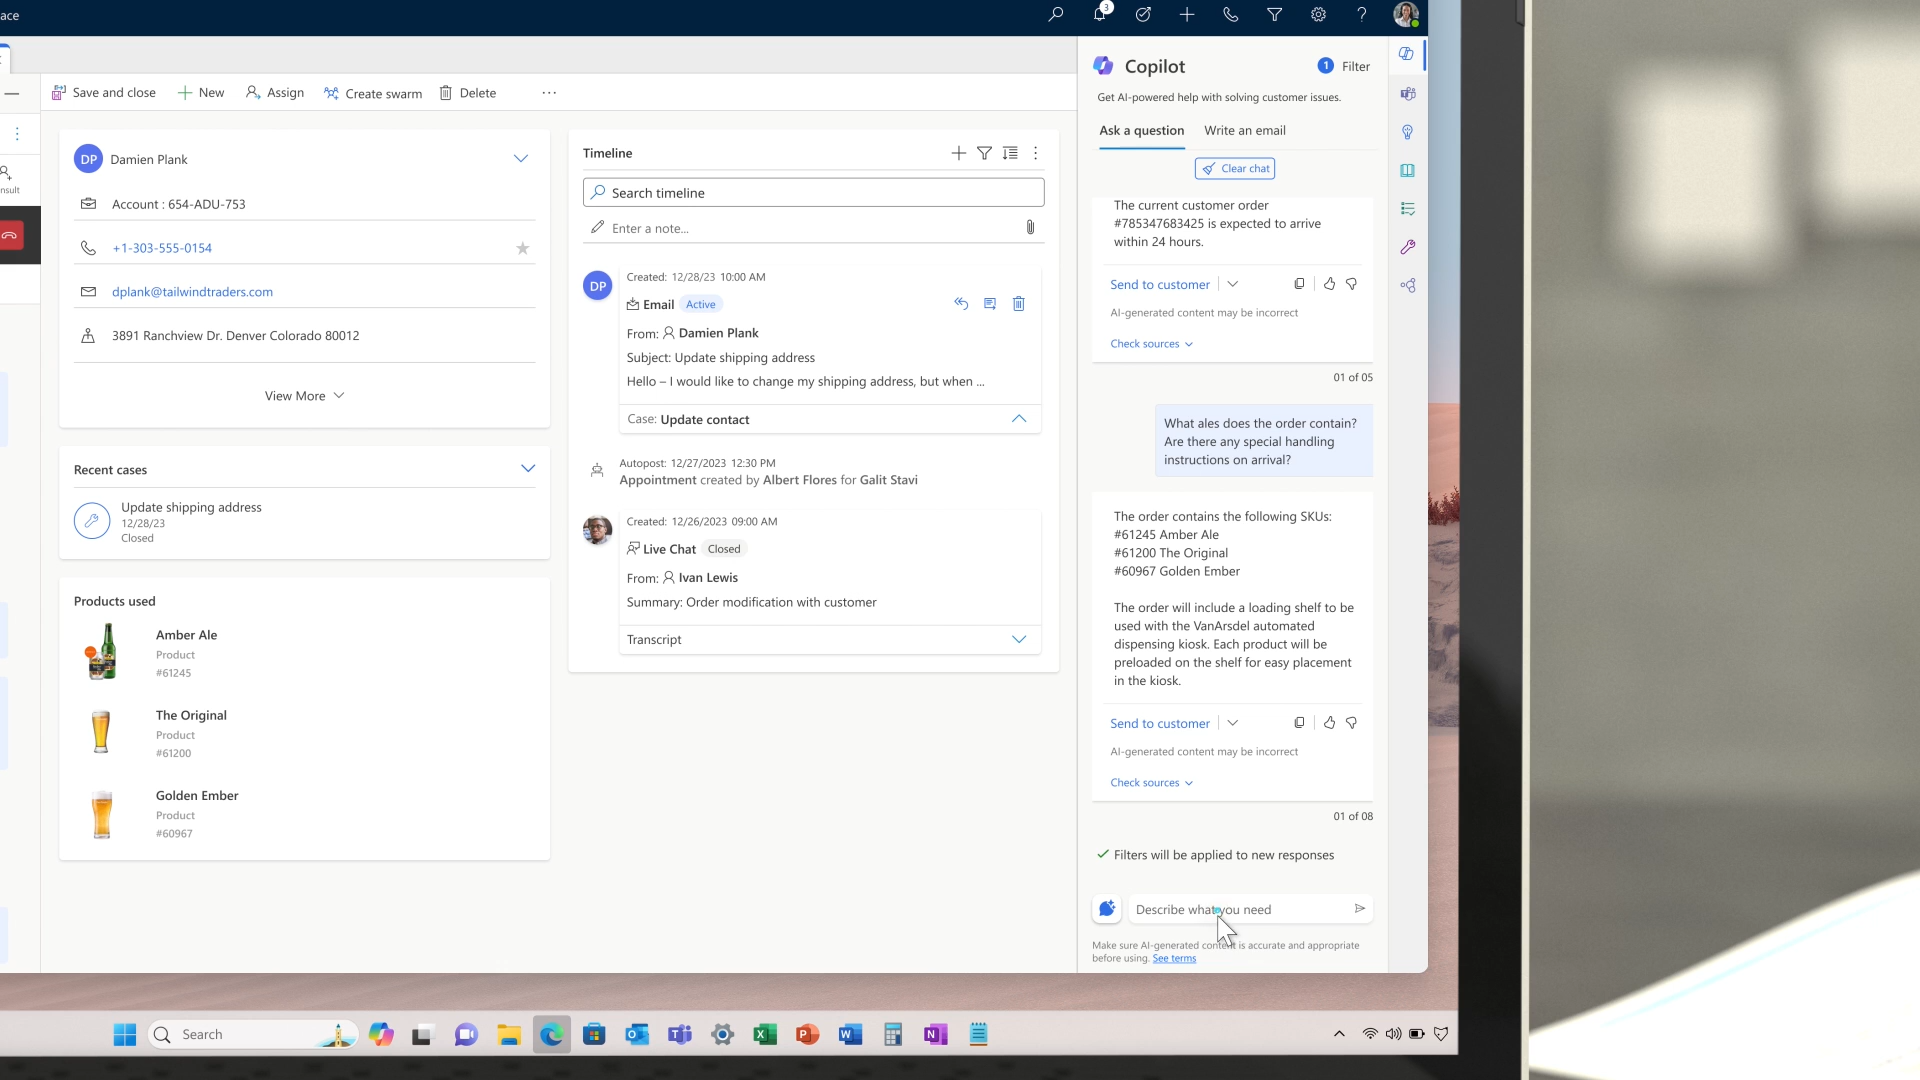 ace
3
Save and close
New
Assign
Create swarm
Delete
nsult
DP
Damien Plank
Account : 654-ADU-753
+1-303-555-0154
dplank@tailwindtraders.com
3891 Ranchview Dr. Denver Colorado 80012
View More
Recent cases
Update shipping address
12/28/23
Closed
Products used
Amber Ale
Product
#61245
The Original
Product
#61200
Golden Ember
Product
#60967
Timeline
Search timeline
Enter a note...
DP
Created: 12/28/23 10:00 AM
Email Active
From: Damien Plank
Subject: Update shipping address
Hello – I would like to change my shipping address, but when ...
Case: Update contact
Autopost: 12/27/2023 12:30 PM
Appointment created by Albert Flores for Galit Stavi
Created: 12/26/2023 09:00 AM
Live Chat Closed
From: Ivan Lewis
Summary: Order modification with customer
Transcript
Copilot
1 Filter
Get AI-powered help with solving customer issues.
Ask a question
Write an email
Clear chat
The current customer order
#785347683425 is expected to arrive
within 24 hours.
Send to customer
AI-generated content may be incorrect
Check sources
01 of 05
What ales does the order contain?
Are there any special handling
instructions on arrival?
The order contains the following SKUs:
#61245 Amber Ale
#61200 The Original
#60967 Golden Ember
The order will include a loading shelf to be
used with the VanArsdel automated
dispensing kiosk. Each product will be
preloaded on the shelf for easy placement
in the kiosk.
Send to customer
AI-generated content may be incorrect
Check sources
01 of 08
Filters will be applied to new responses
Describe what you need
Make sure AI-generated content is accurate and appropriate
before using. See terms
Search